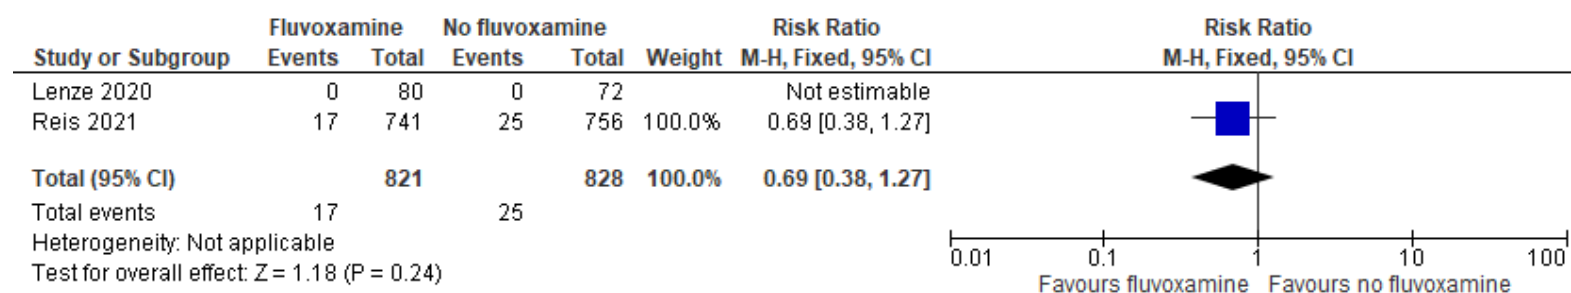 Fluvoxamine No fluvoxamine Risk Ratio Risk Ratio
Study or Subgroup Events Total Events Total Weight M-H, Fixed, 95% CI M-H, Fixed, 95% CI
Lenze 2020 0 80 0 72 Not estimable
Reis 2021 17 741 25 756 100.0% 0.69 [0.38, 1.27]
Total (95% CI) 821 828 100.0% 0.69 [0.38, 1.27]
Total events 17 25
Heterogeneity: Not applicable
Test for overall effect: Z = 1.18 (P = 0.24)
0.01 0.1 1 10 100
Favours fluvoxamine Favours no fluvoxamine